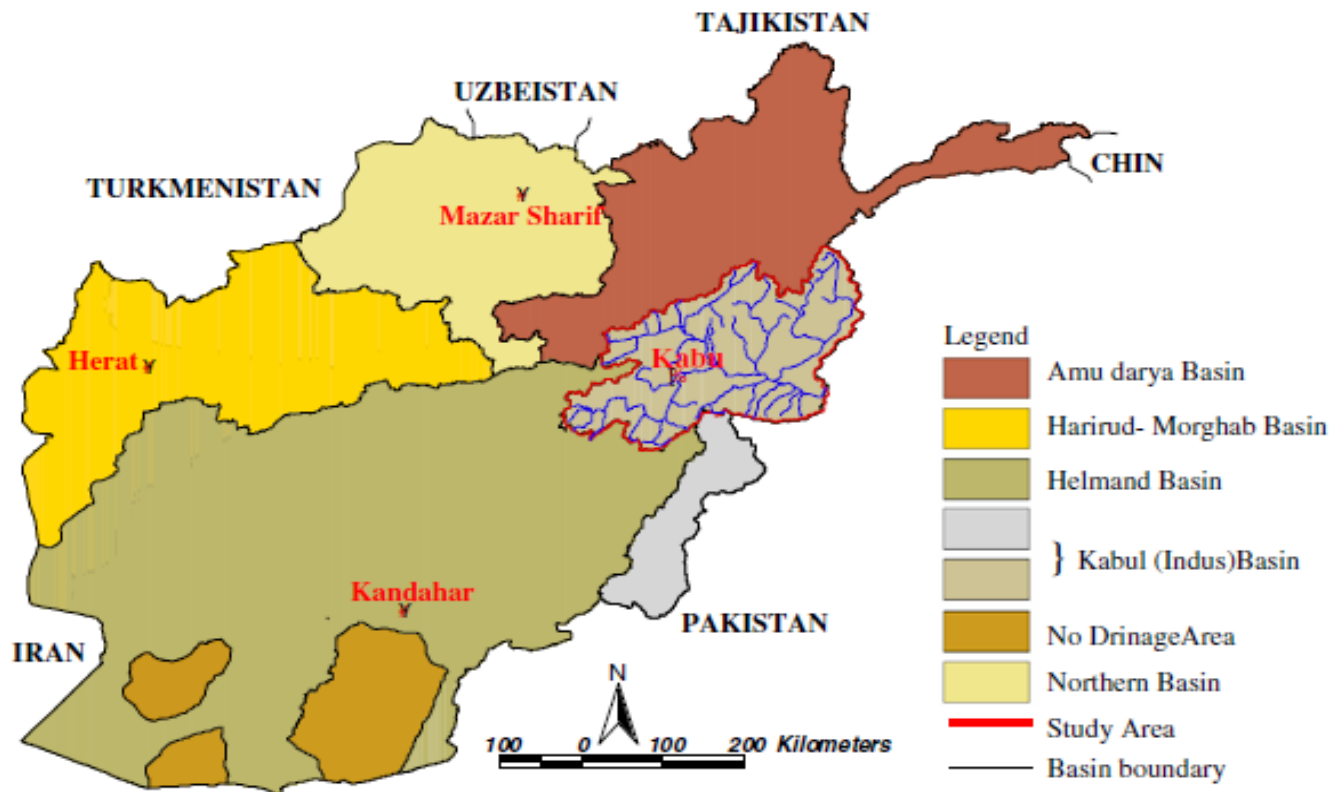 TAJIKISTAN
UZBEISTAN
CHIN
TURKMENISTAN
Mazar Sharif
Herat
Kabu
Kandahar
PAKISTAN
IRAN
N
100 0 100 200 Kilometers
Legend
Amu darya Basin
Harirud- Morghab Basin
Helmand Basin
} Kabul (Indus)Basin
No DrinageArea
Northern Basin
Study Area
Basin boundary